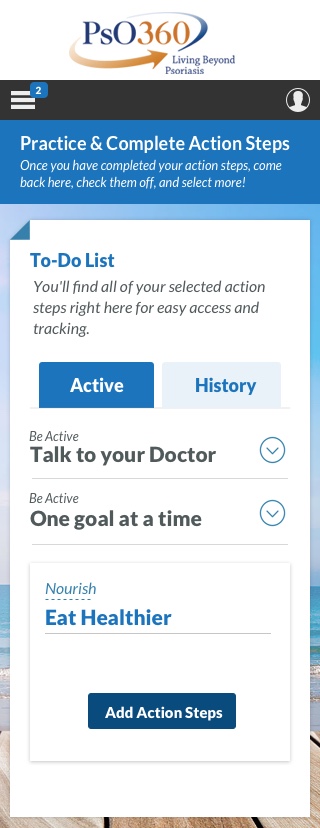 PsO360
Living Beyond
Psoriasis
2
Practice & Complete Action Steps
Once you have completed your action steps, come
back here, check them off, and select more!
To-Do List
You'll find all of your selected action
steps right here for easy access and
tracking.
Active
History
Be Active
Talk to your Doctor
Be Active
One goal at a time
Nourish
Eat Healthier
Add Action Steps